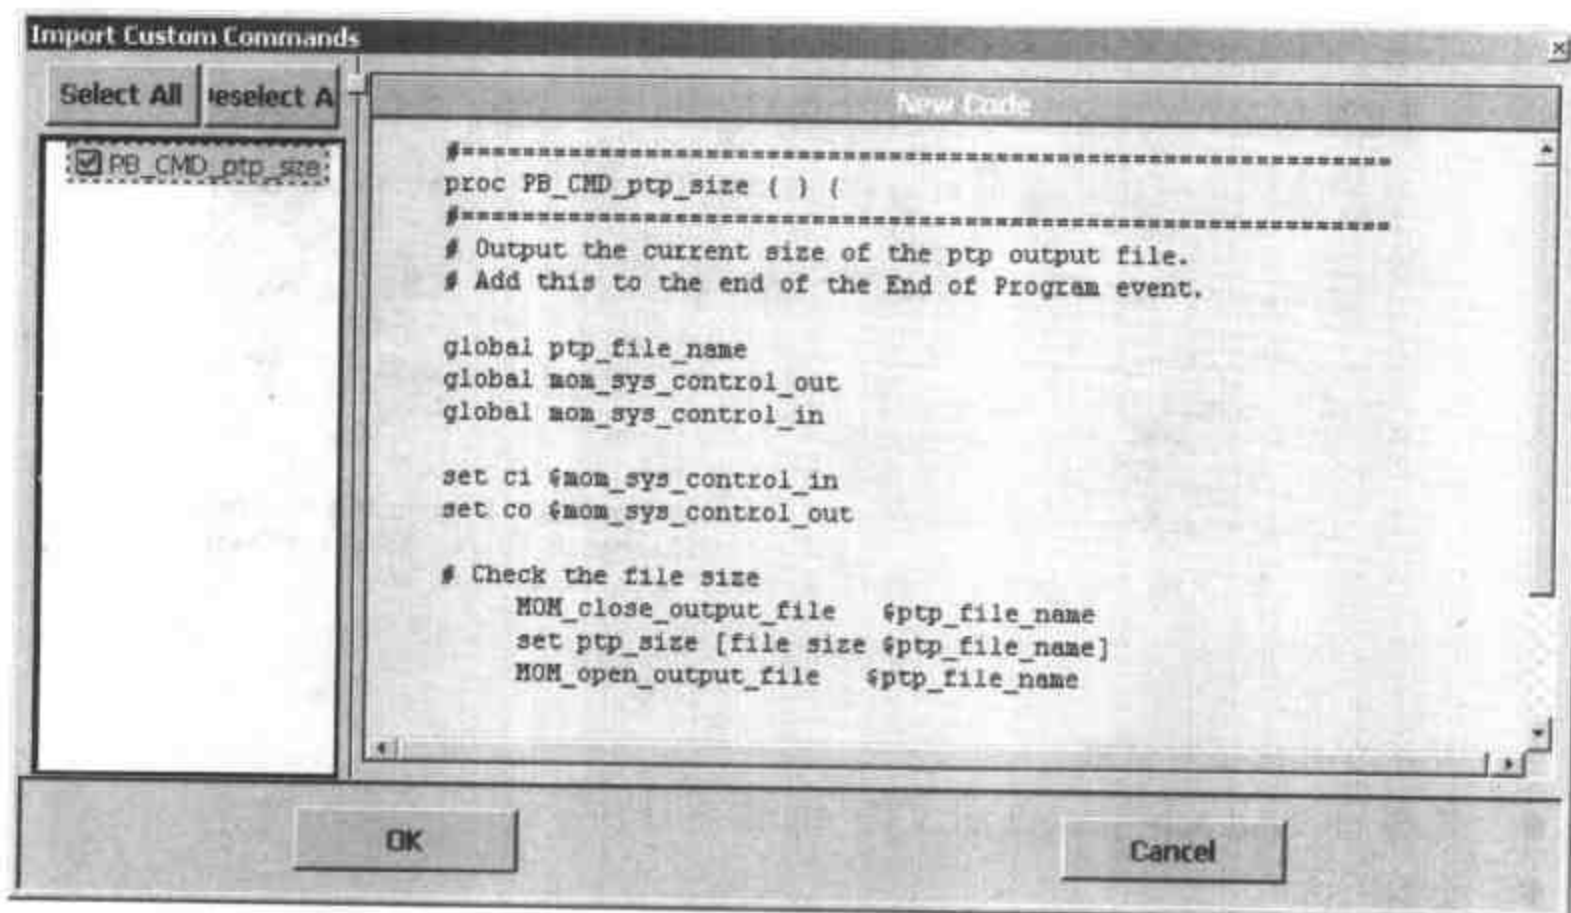 Import Custom Commands
Select All
eselect A
New Code
PB_CMD_ptp_size
#=============================================================
proc PB_CMD_ptp_size { } {
#=============================================================
# Output the current size of the ptp output file.
# Add this to the end of the End of Program event.
global ptp_file_name
global mom_sys_control_out
global mom_sys_control_in
set ci $mom_sys_control_in
set co $mom_sys_control_out
# Check the file size
MOM_close_output_file $ptp_file_name
set ptp_size [file size $ptp_file_name]
MOM_open_output_file $ptp_file_name
OK
Cancel